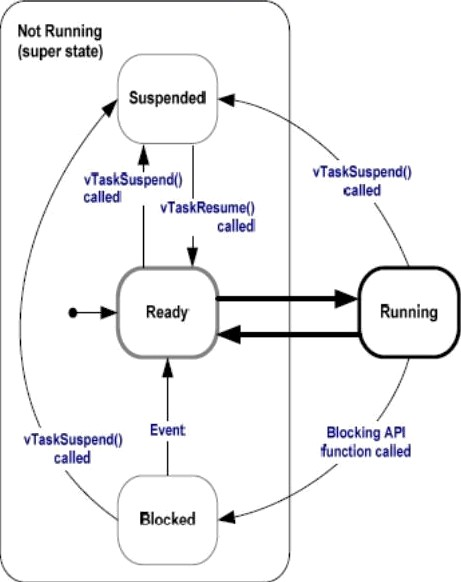 Not Running
(super state)
Suspended
vTaskSuspend()
called
vTaskResume()
called
vTaskSuspend()
called
Ready
Running
Event
vTaskSuspend()
called
Blocking API
function called
Blocked